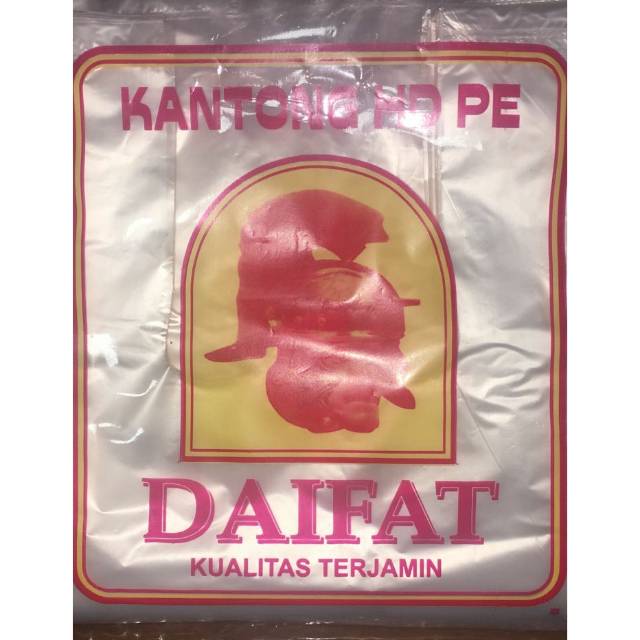 KANTONG HD PE
DAIFAT
KUALITAS TERJAMIN